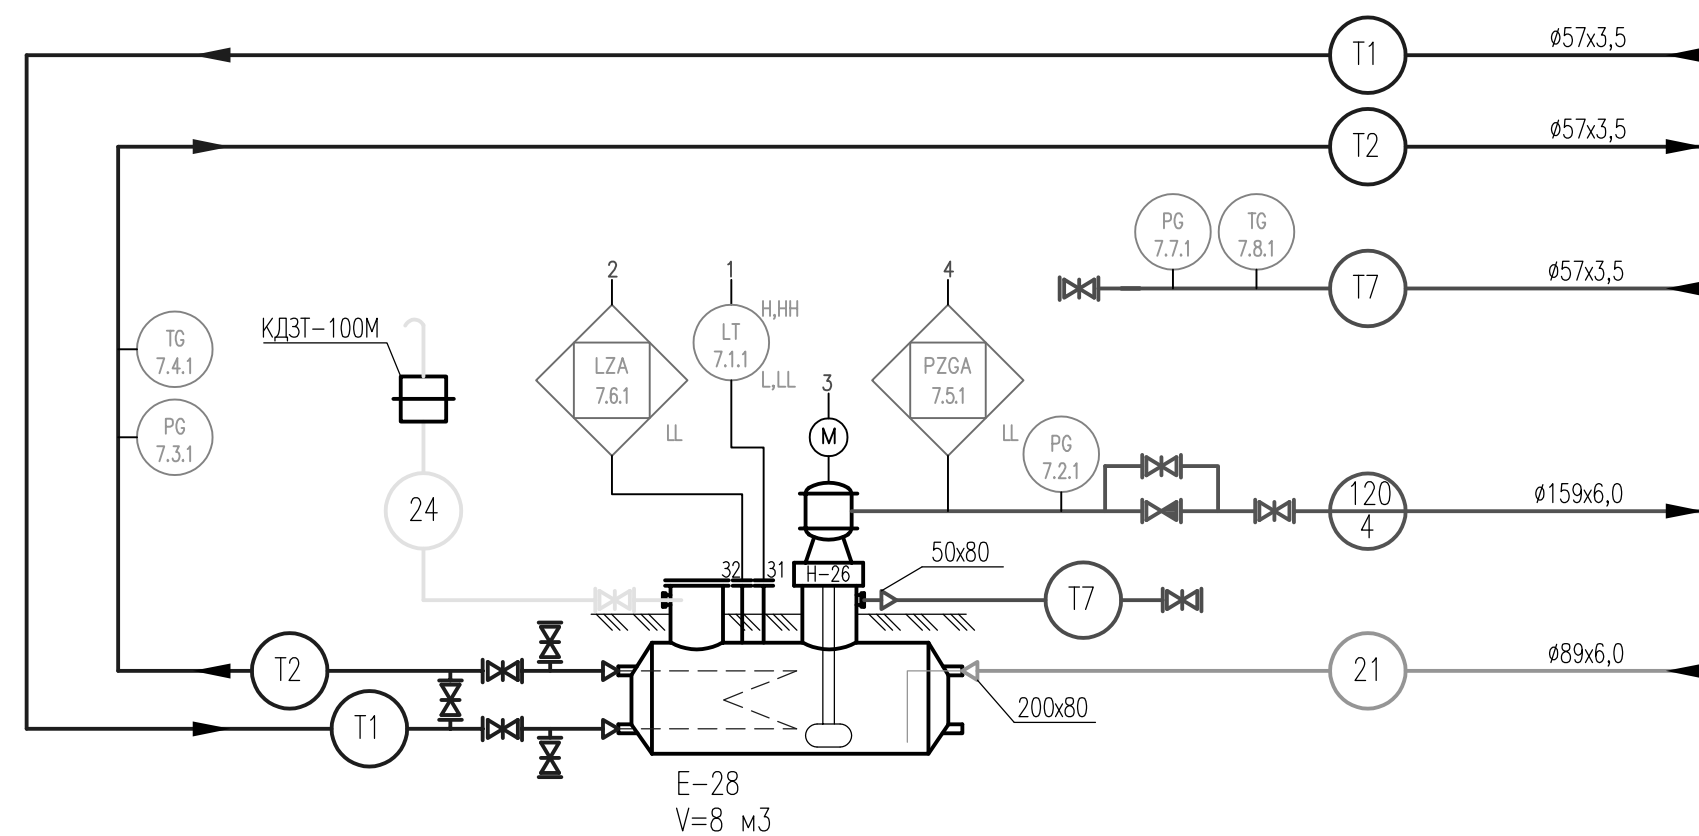 Т1
ø57х3,5
Т2
ø57х3,5
PG
7.7.1
TG
7.8.1
Т7
ø57х3,5
2
1
4
H,HH
КДЗТ-100М
TG
7.4.1
LZA
7.6.1
LT
7.1.1
L,LL
3
PZGA
7.5.1
PG
7.3.1
LL
М
LL
PG
7.2.1
24
120
4
ø159х6,0
32
31
Н-26
50х80
Т7
Т2
21
ø89х6,0
200х80
Т1
Е-28
V=8 м3